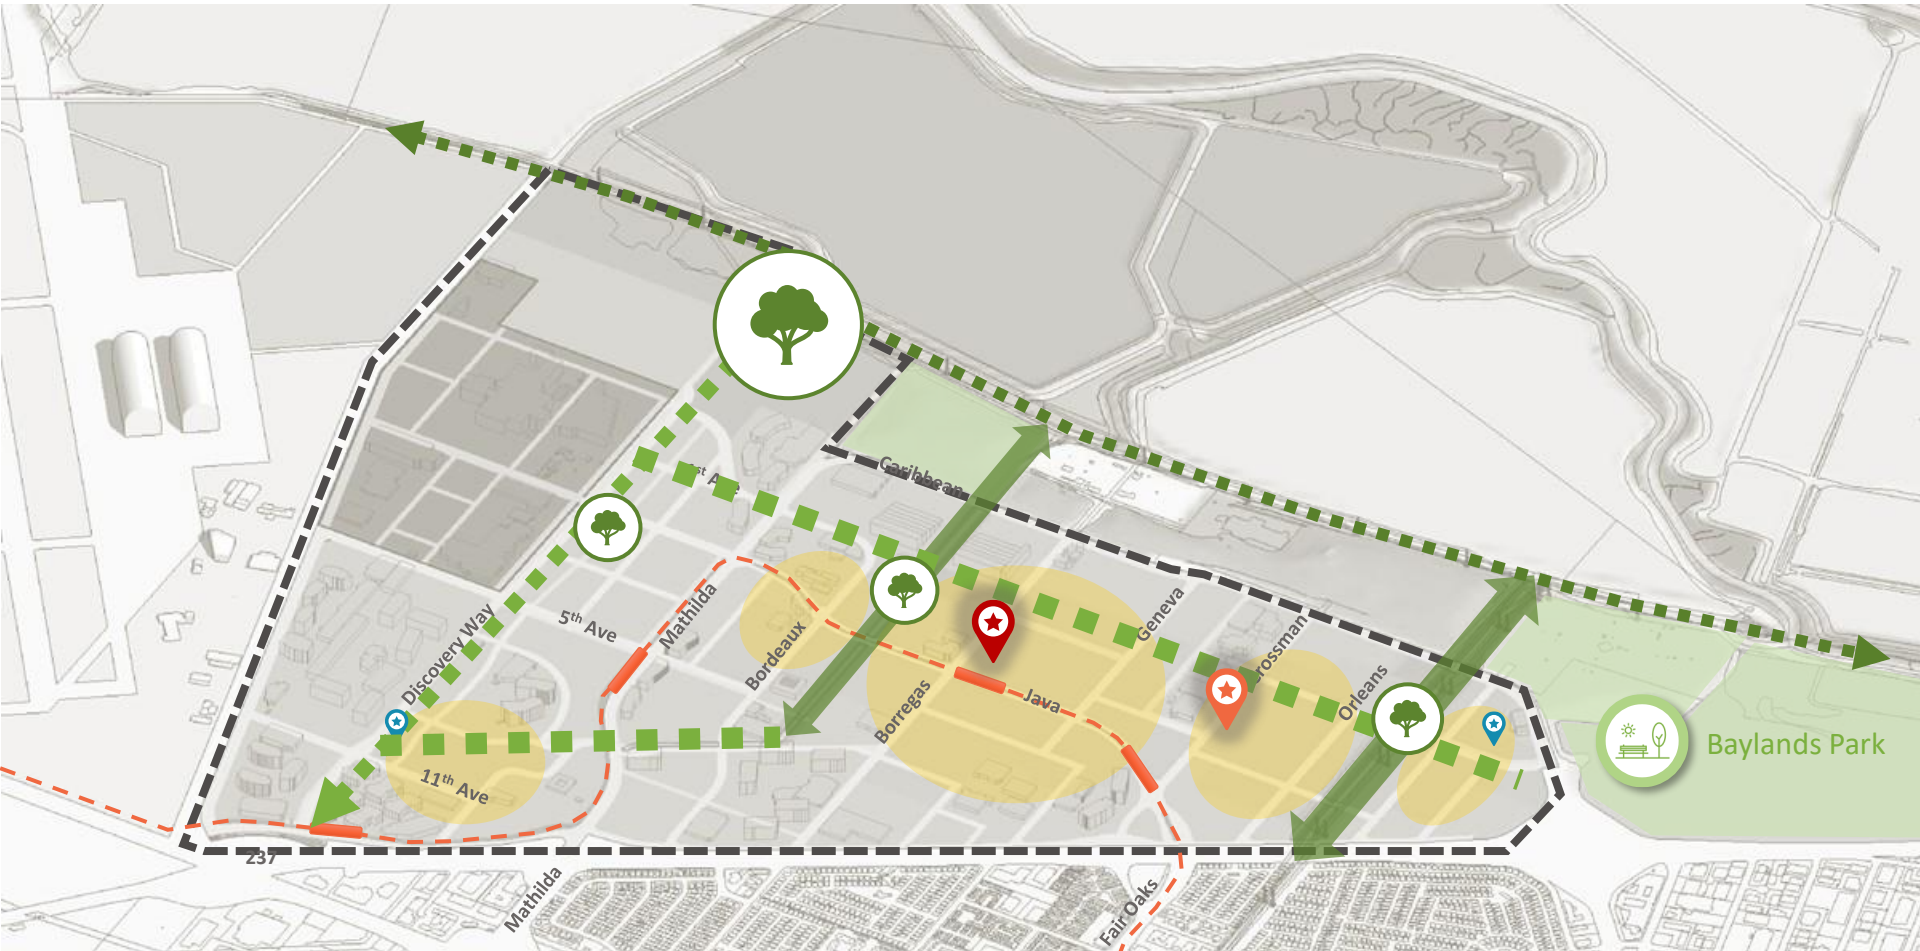 Caribbean
1st Ave
Geneva
Mathilda
5th Ave
Discovery Way
Bordeaux
Crossman
Orleans
Borregas
Java
Baylands Park
11th Ave
237
Mathilda
Fair Oaks